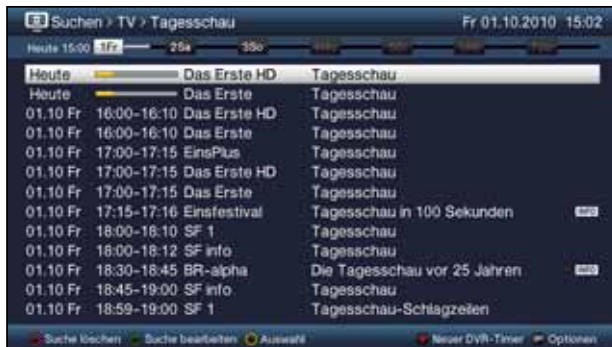 Suchen > TV > Tagesschau Fr 01.10.2010 15:02
Heute 15:00 1Fr 2Sa 3So
Heute Das Erste HD Tagesschau
Heute Das Erste Tagesschau
01.10 Fr 16:00-16:10 Das Erste HD Tagesschau
01.10 Fr 16:00-16:10 Das Erste Tagesschau
01.10 Fr 17:00-17:15 EinsPlus Tagesschau
01.10 Fr 17:00-17:15 Das Erste HD Tagesschau
01.10 Fr 17:00-17:15 Das Erste Tagesschau
01.10 Fr 17:15-17:16 Einsfestival Tagesschau in 100 Sekunden INFO
01.10 Fr 18:00-18:10 SF 1 Tagesschau
01.10 Fr 18:00-18:12 SF info Tagesschau
01.10 Fr 18:30-18:45 BR-alpha Die Tagesschau vor 25 Jahren INFO
01.10 Fr 18:45-19:00 SF info Tagesschau
01.10 Fr 18:59-19:00 SF 1 Tagesschau-Schlagzeilen
Suche löschen Suche bearbeiten Auswahl Neuer DVR-Timer Optionen